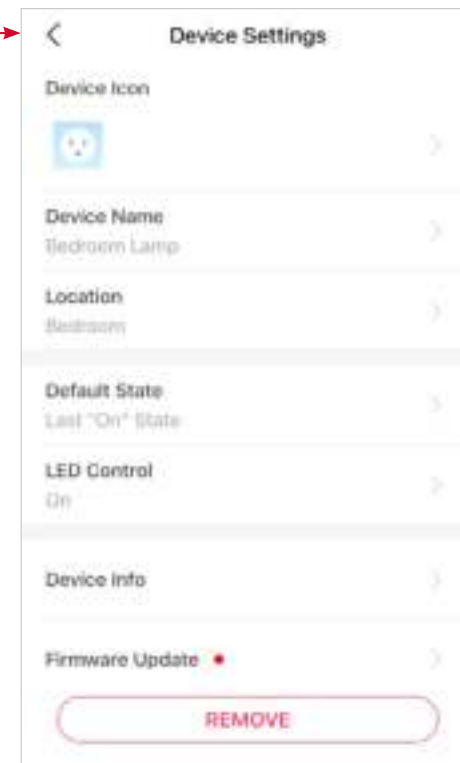 Device Settings
Device Icon
Device Name
Bedroom Lamp
Location
Bedroom
Default State
Last "On" State
LED Control
On
Device Info
Firmware Update
REMOVE